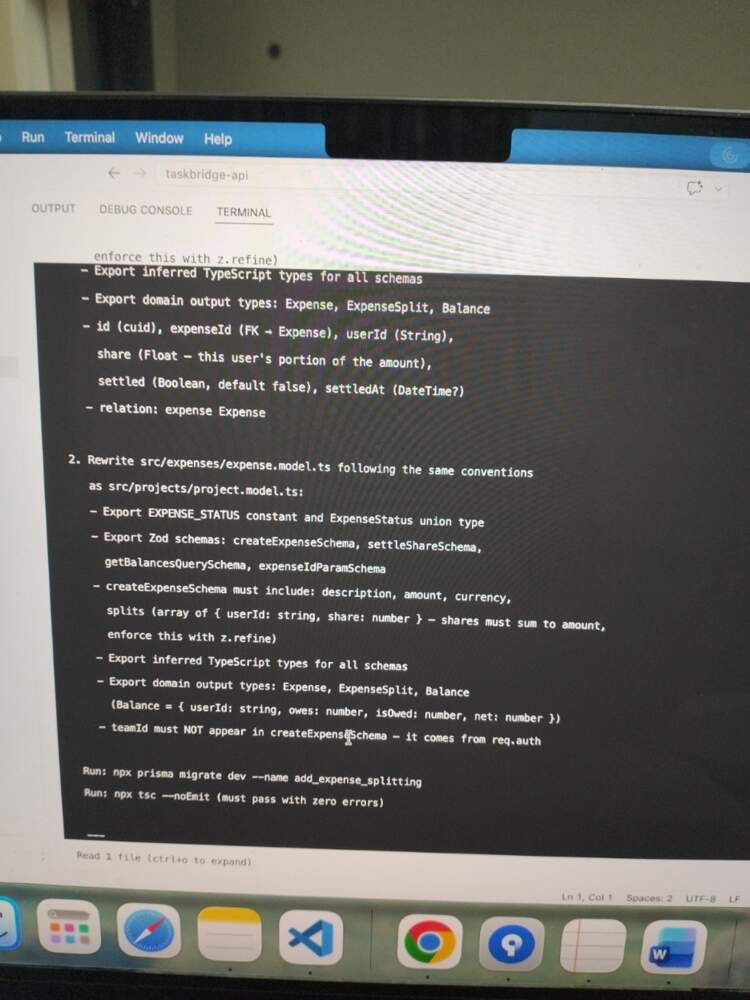 Run Terminal Window Help
taskbridge-api
OUTPUT DEBUG CONSOLE TERMINAL
enforce this with z.refine)
– Export inferred TypeScript types for all schemas
– Export domain output types: Expense, ExpenseSplit, Balance
– id (cuid), expenseId (FK → Expense), userId (String),
share (Float – this user's portion of the amount),
settled (Boolean, default false), settledAt (DateTime?)
– relation: expense Expense
2. Rewrite src/expenses/expense.model.ts following the same conventions
as src/projects/project.model.ts:
– Export EXPENSE_STATUS constant and ExpenseStatus union type
– Export Zod schemas: createExpenseSchema, settleShareSchema,
getBalancesQuerySchema, expenseIdParamSchema
– createExpenseSchema must include: description, amount, currency,
splits (array of { userId: string, share: number } – shares must sum to amount,
enforce this with z.refine)
– Export inferred TypeScript types for all schemas
– Export domain output types: Expense, ExpenseSplit, Balance
(Balance = { userId: string, owes: number, isOwed: number, net: number })
– teamId must NOT appear in createExpenseSchema – it comes from req.auth
Run: npx prisma migrate dev --name add_expense_splitting
Run: npx tsc --noEmit (must pass with zero errors)
Read 1 file (ctrl+o to expand)
Ln 1, Col 1 Spaces: 2 UTF-8 LF
W